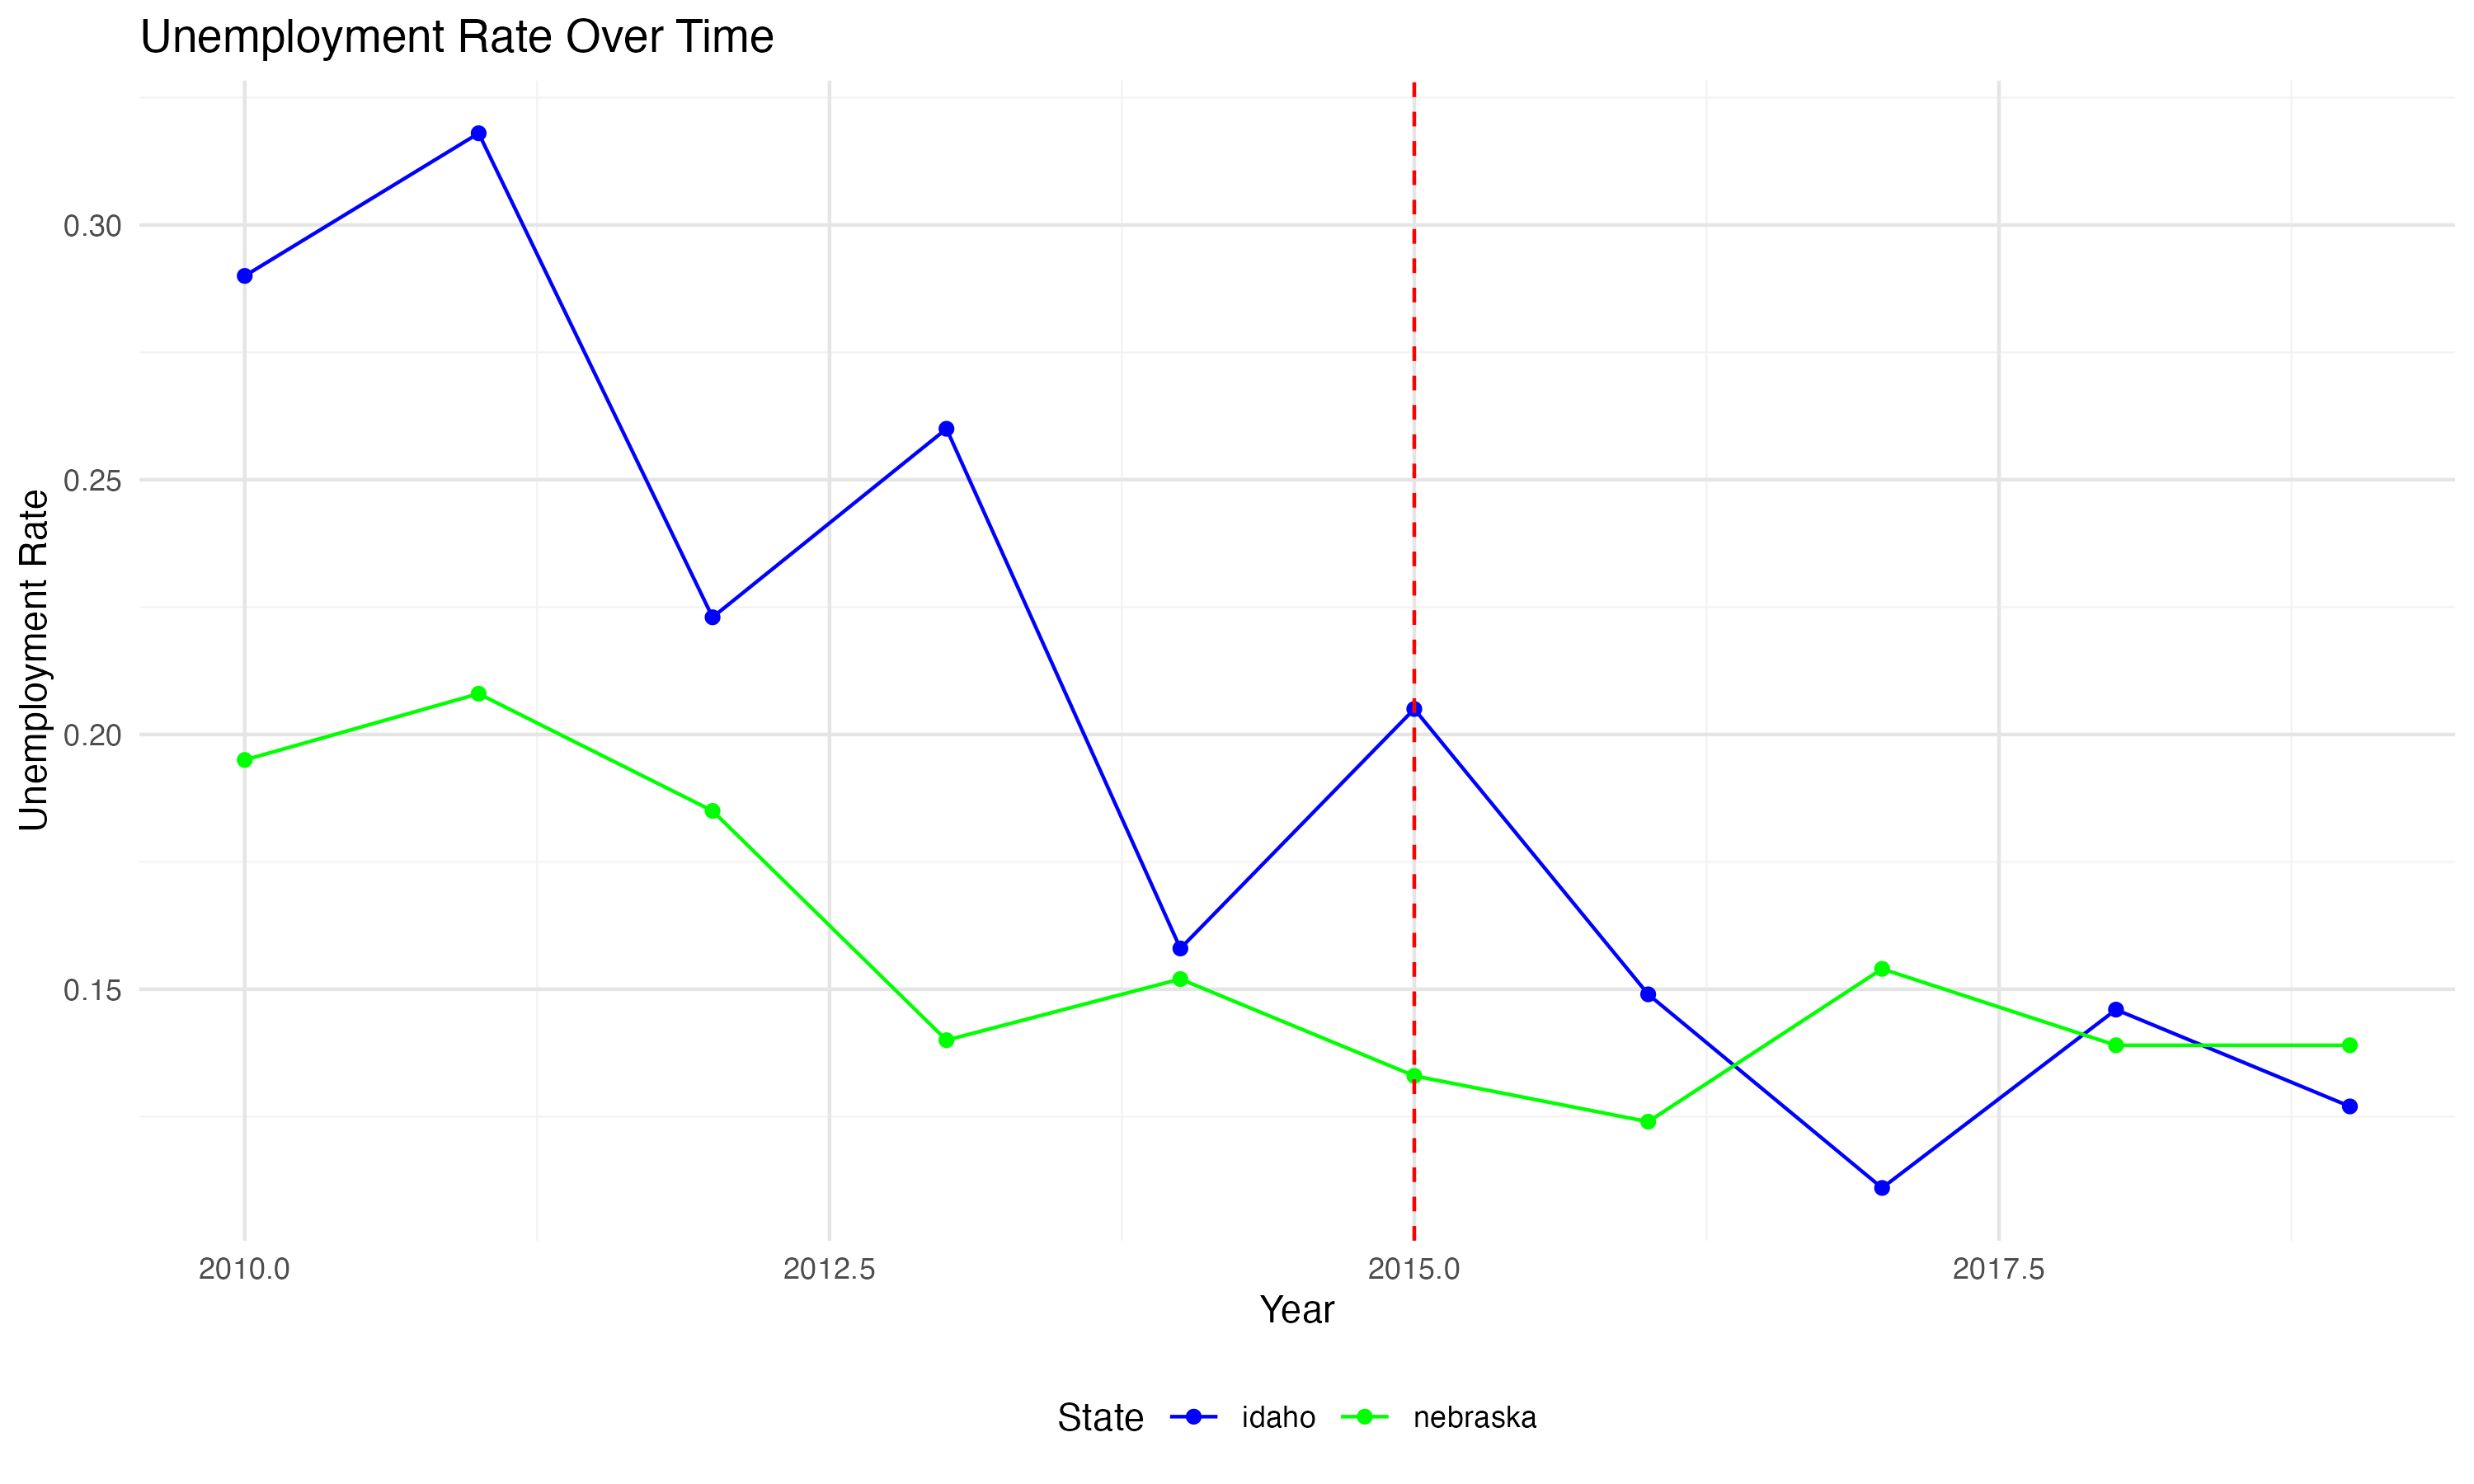 Unemployment Rate Over Time
Unemployment Rate
0.30
0.25
0.20
0.15
2010.0 2012.5 2015.0 2017.5
Year
State idaho nebraska